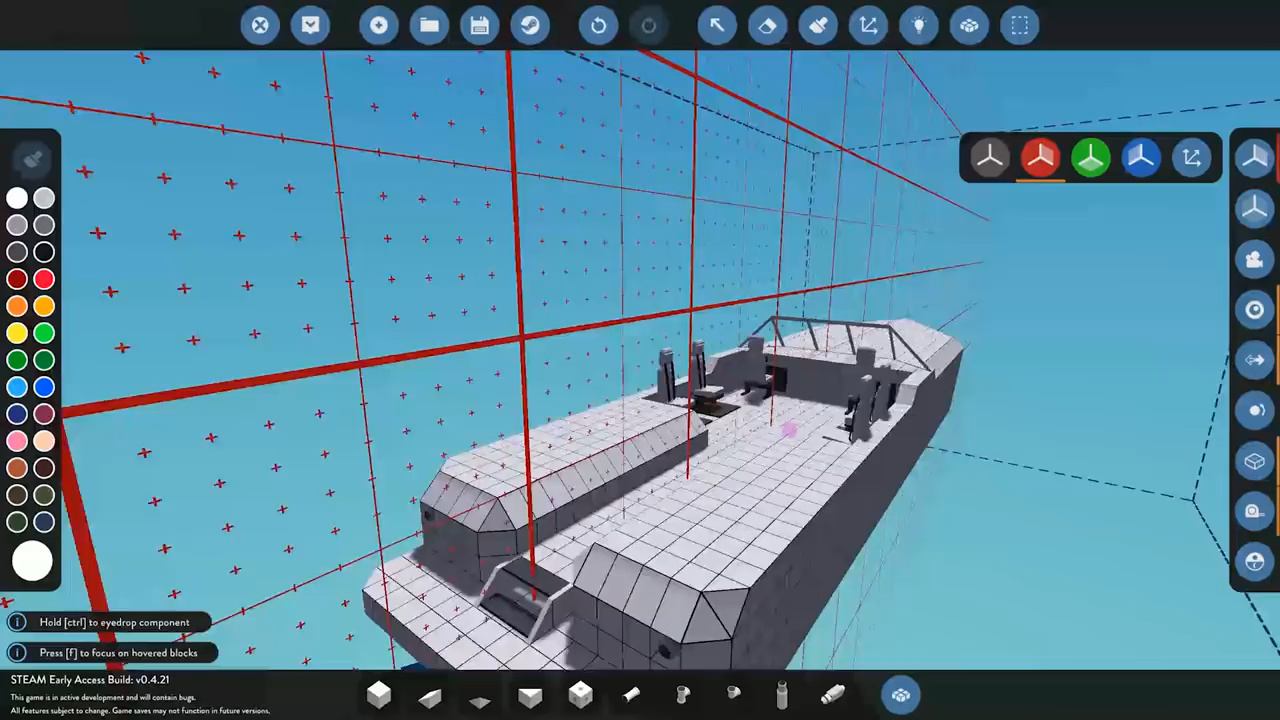 Hold [ctrl] to eyedrop component
Press [f] to focus on hovered blocks
STEAM Early Access Build: v0.4.21
This game is in active development and will contain bugs.
All features subject to change. Game saves may not function in future versions.